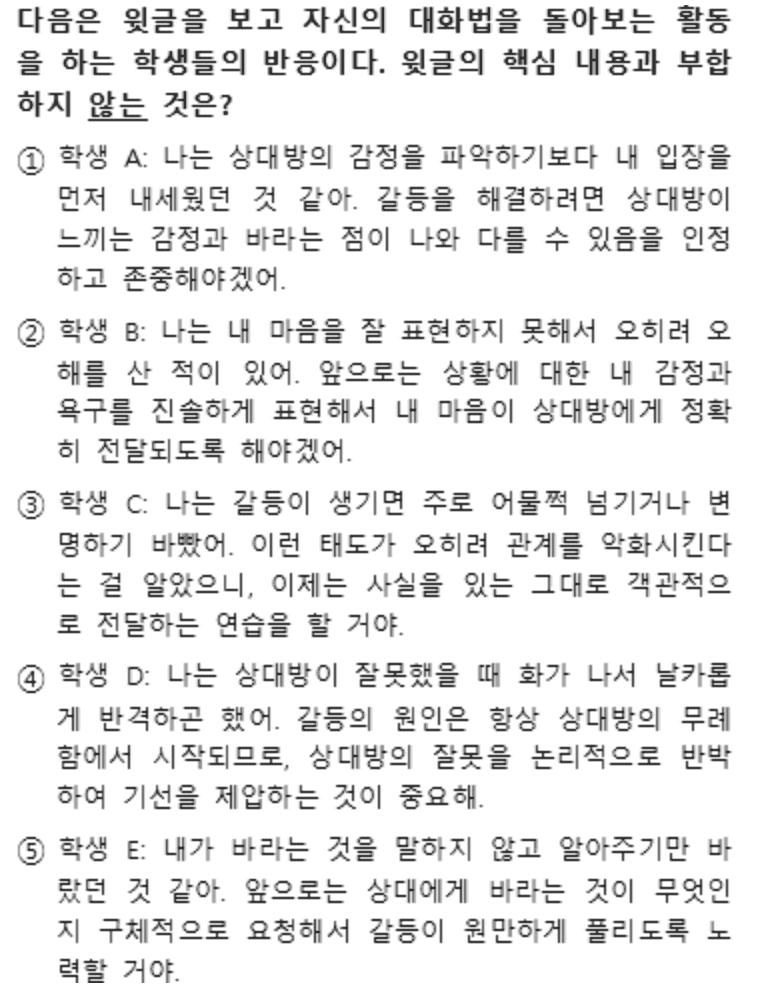 다음은 윗글을 보고 자신의 대화법을 돌아보는 활동
을 하는 학생들의 반응이다. 윗글의 핵심 내용과 부합
하지 않는 것은?
① 학생 A: 나는 상대방의 감정을 파악하기보다 내 입장을
먼저 내세웠던 것 같아. 갈등을 해결하려면 상대방이
느끼는 감정과 바라는 점이 나와 다를 수 있음을 인정
하고 존중해야겠어.
② 학생 B: 나는 내 마음을 잘 표현하지 못해서 오히려 오
해를 산 적이 있어. 앞으로는 상황에 대한 내 감정과
욕구를 진솔하게 표현해서 내 마음이 상대방에게 정확
히 전달되도록 해야겠어.
③ 학생 C: 나는 갈등이 생기면 주로 어물쩍 넘기거나 변
명하기 바빴어. 이런 태도가 오히려 관계를 악화시킨다
는 걸 알았으니, 이제는 사실을 있는 그대로 객관적으
로 전달하는 연습을 할 거야.
④ 학생 D: 나는 상대방이 잘못했을 때 화가 나서 날카롭
게 반격하곤 했어. 갈등의 원인은 항상 상대방의 무례
함에서 시작되므로, 상대방의 잘못을 논리적으로 반박
하여 기선을 제압하는 것이 중요해.
⑤ 학생 E: 내가 바라는 것을 말하지 않고 알아주기만 바
랐던 것 같아. 앞으로는 상대에게 바라는 것이 무엇인
지 구체적으로 요청해서 갈등이 원만하게 풀리도록 노
력할 거야.